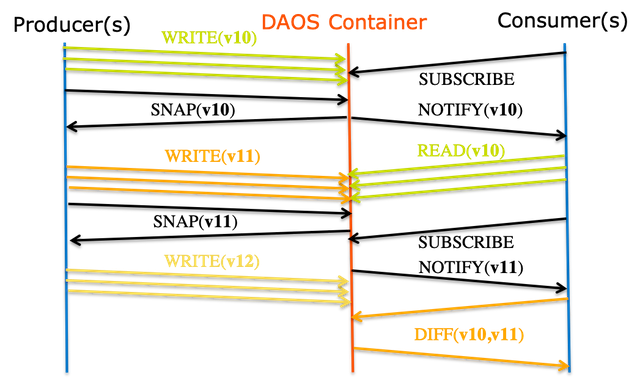 Producer(s)
DAOS Container
Consumer(s)
WRITE(v10)
SUBSCRIBE
SNAP(v10)
NOTIFY(v10)
WRITE(v11)
READ(v10)
SNAP(v11)
SUBSCRIBE
WRITE(v12)
NOTIFY(v11)
DIFF(v10,v11)